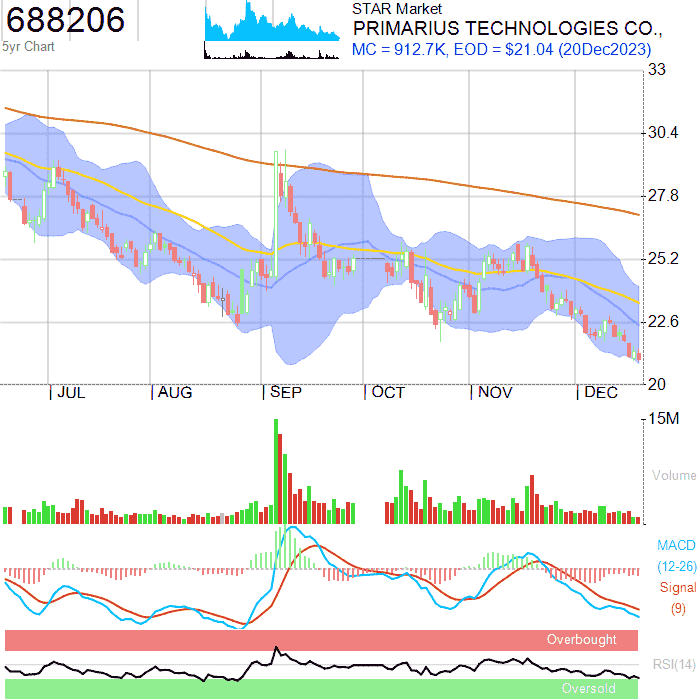 688206
5yr Chart
STAR Market
PRIMARIUS TECHNOLOGIES CO.,
MC = 912.7K, EOD = $21.04 (20Dec2023)
33
30.4
27.8
25.2
22.6
20
JUL AUG SEP OCT NOV DEC
15M
Volume
MACD
(12-26)
Signal
(9)
Overbought
RSI(14)
Oversold